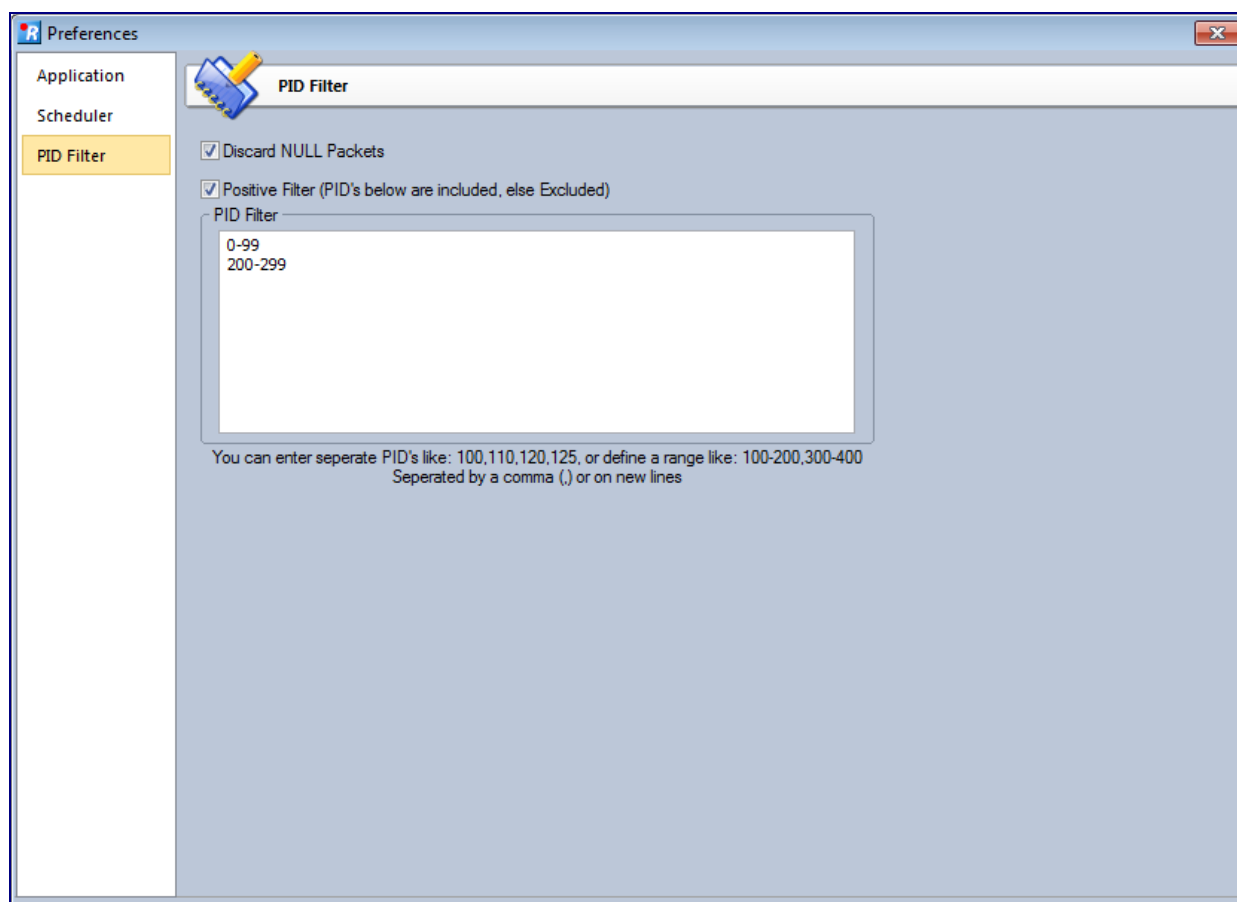 Preferences
Application
Scheduler
PID Filter
PID Filter
Discard NULL Packets
Positive Filter (PID's below are included, else Excluded)
PID Filter
0-99
200-299
You can enter seperate PID's like: 100,110,120,125, or define a range like: 100-200,300-400
Seperated by a comma (,) or on new lines